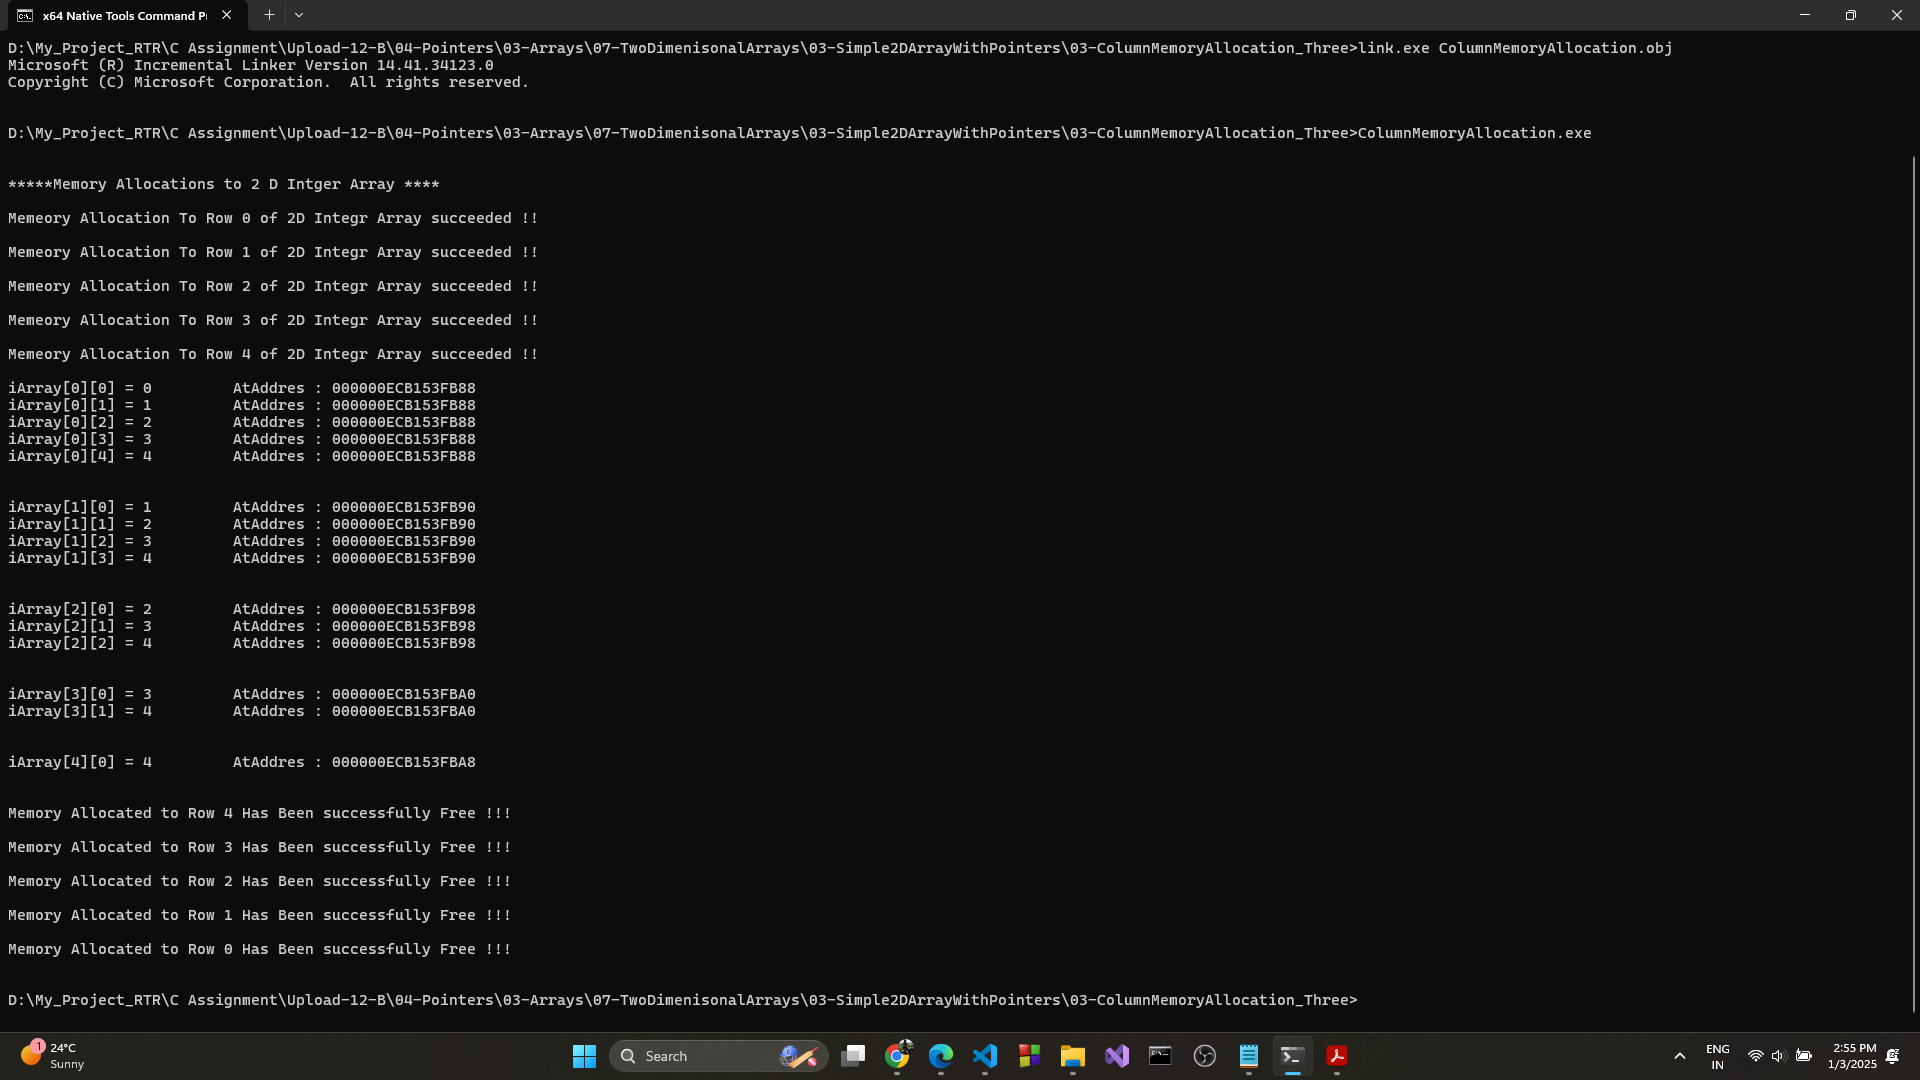 x64 Native Tools Command Pr
D:\My_Project_RTR\C Assignment\Upload-12-B\04-Pointers\03-Arrays\07-TwoDimenisonalArrays\03-Simple2DArrayWithPointers\03-ColumnMemoryAllocation_Three>link.exe ColumnMemoryAllocation.obj
Microsoft (R) Incremental Linker Version 14.41.34123.0
Copyright (C) Microsoft Corporation.  All rights reserved.
D:\My_Project_RTR\C Assignment\Upload-12-B\04-Pointers\03-Arrays\07-TwoDimenisonalArrays\03-Simple2DArrayWithPointers\03-ColumnMemoryAllocation_Three>ColumnMemoryAllocation.exe
*****Memory Allocations to 2 D Intger Array ****
Memeory Allocation To Row 0 of 2D Integr Array succeeded !!
Memeory Allocation To Row 1 of 2D Integr Array succeeded !!
Memeory Allocation To Row 2 of 2D Integr Array succeeded !!
Memeory Allocation To Row 3 of 2D Integr Array succeeded !!
Memeory Allocation To Row 4 of 2D Integr Array succeeded !!
iArray[0][0] = 0         AtAddres : 000000ECB153FB88
iArray[0][1] = 1         AtAddres : 000000ECB153FB88
iArray[0][2] = 2         AtAddres : 000000ECB153FB88
iArray[0][3] = 3         AtAddres : 000000ECB153FB88
iArray[0][4] = 4         AtAddres : 000000ECB153FB88
iArray[1][0] = 1         AtAddres : 000000ECB153FB90
iArray[1][1] = 2         AtAddres : 000000ECB153FB90
iArray[1][2] = 3         AtAddres : 000000ECB153FB90
iArray[1][3] = 4         AtAddres : 000000ECB153FB90
iArray[2][0] = 2         AtAddres : 000000ECB153FB98
iArray[2][1] = 3         AtAddres : 000000ECB153FB98
iArray[2][2] = 4         AtAddres : 000000ECB153FB98
iArray[3][0] = 3         AtAddres : 000000ECB153FBA0
iArray[3][1] = 4         AtAddres : 000000ECB153FBA0
iArray[4][0] = 4         AtAddres : 000000ECB153FBA8
Memory Allocated to Row 4 Has Been successfully Free !!!
Memory Allocated to Row 3 Has Been successfully Free !!!
Memory Allocated to Row 2 Has Been successfully Free !!!
Memory Allocated to Row 1 Has Been successfully Free !!!
Memory Allocated to Row 0 Has Been successfully Free !!!
D:\My_Project_RTR\C Assignment\Upload-12-B\04-Pointers\03-Arrays\07-TwoDimenisonalArrays\03-Simple2DArrayWithPointers\03-ColumnMemoryAllocation_Three>
1
24°C
Sunny
Search
ENG
IN
2:55 PM
1/3/2025